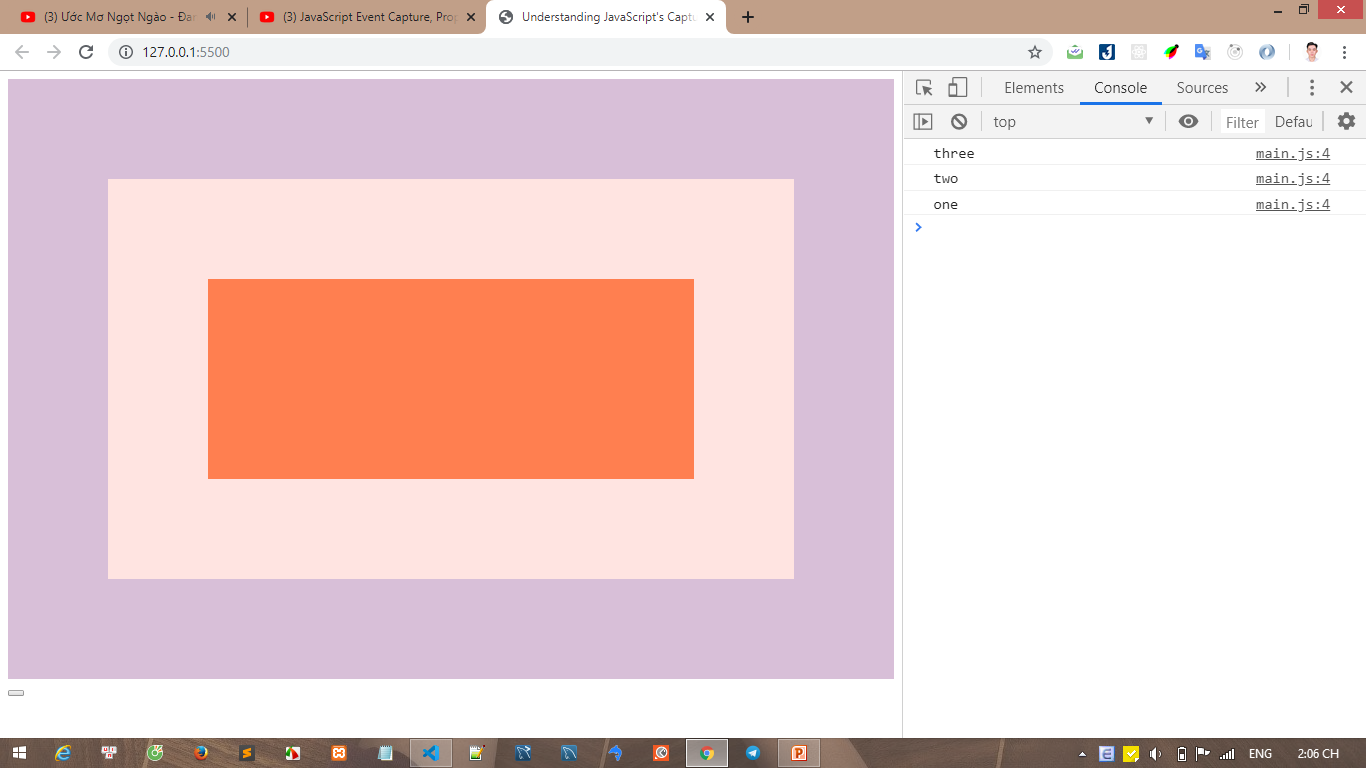 (3) Ước Mơ Ngọt Ngào - Đan
(3) JavaScript Event Capture, Prop
Understanding JavaScript's Captu
127.0.0.1:5500
Elements Console Sources
top Filter Defau
three main.js:4
two main.js:4
one main.js:4
ENG 2:06 CH